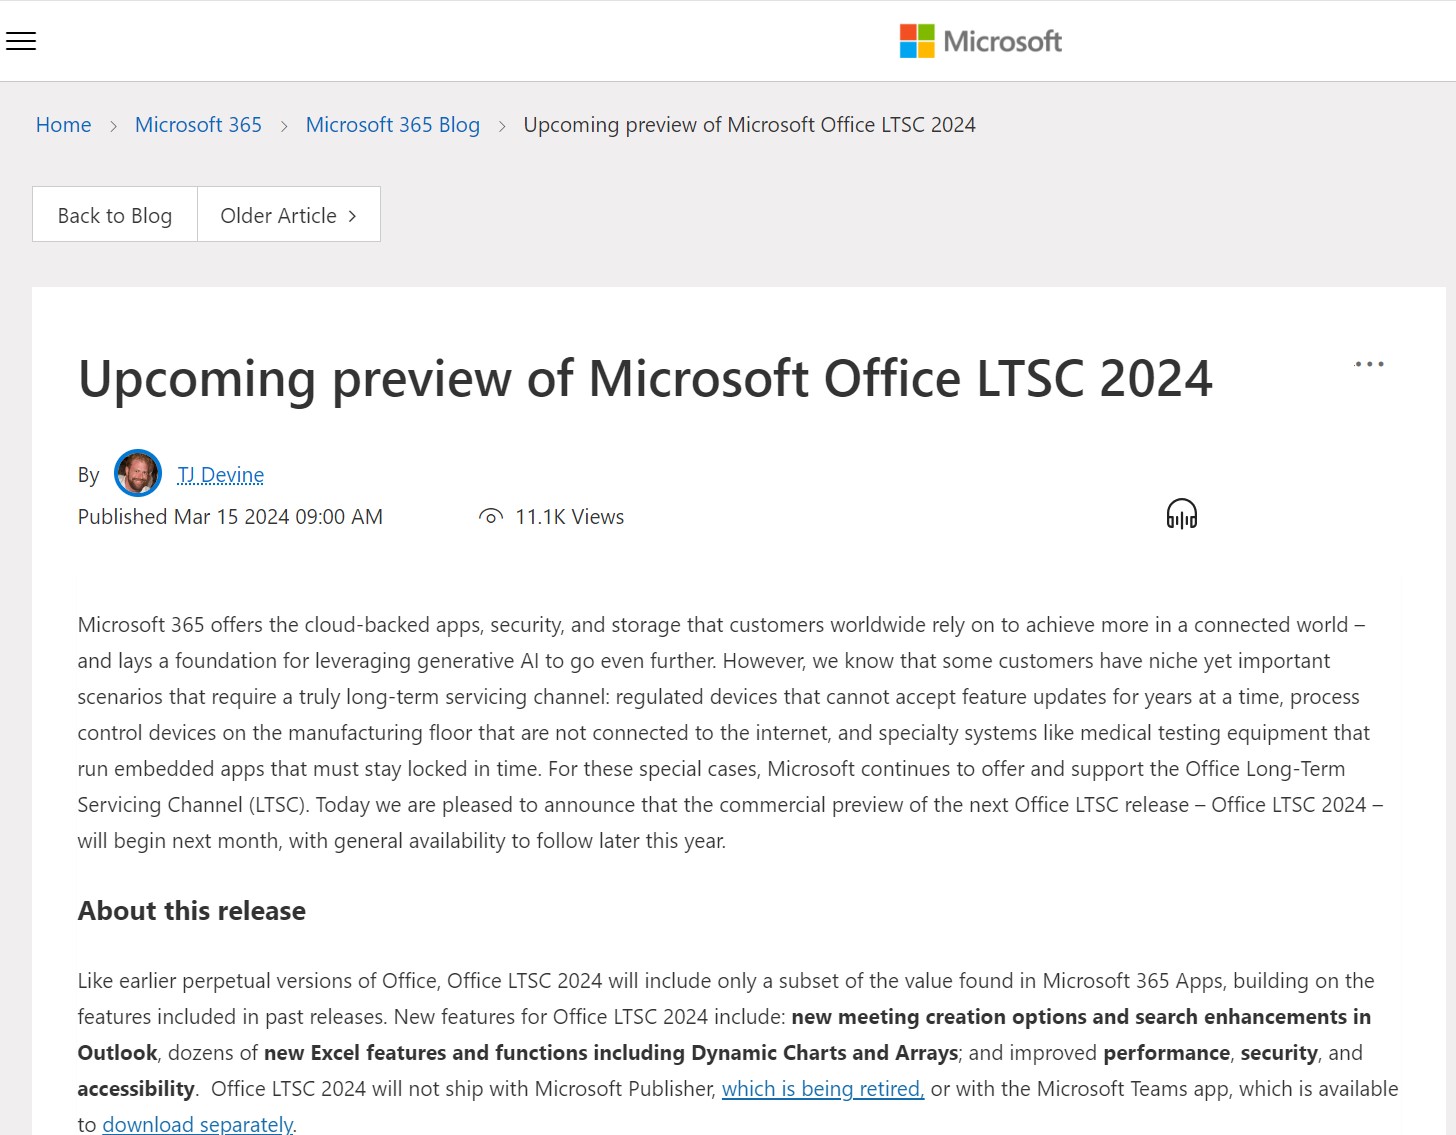 Microsoft
Home > Microsoft 365 > Microsoft 365 Blog > Upcoming preview of Microsoft Office LTSC 2024
Back to Blog Older Article >
Upcoming preview of Microsoft Office LTSC 2024
By TJ Devine
Published Mar 15 2024 09:00 AM 11.1K Views
Microsoft 365 offers the cloud-backed apps, security, and storage that customers worldwide rely on to achieve more in a connected world –
and lays a foundation for leveraging generative AI to go even further. However, we know that some customers have niche yet important
scenarios that require a truly long-term servicing channel: regulated devices that cannot accept feature updates for years at a time, process
control devices on the manufacturing floor that are not connected to the internet, and specialty systems like medical testing equipment that
run embedded apps that must stay locked in time. For these special cases, Microsoft continues to offer and support the Office Long-Term
Servicing Channel (LTSC). Today we are pleased to announce that the commercial preview of the next Office LTSC release – Office LTSC 2024 –
will begin next month, with general availability to follow later this year.
About this release
Like earlier perpetual versions of Office, Office LTSC 2024 will include only a subset of the value found in Microsoft 365 Apps, building on the
features included in past releases. New features for Office LTSC 2024 include: new meeting creation options and search enhancements in
Outlook, dozens of new Excel features and functions including Dynamic Charts and Arrays; and improved performance, security, and
accessibility. Office LTSC 2024 will not ship with Microsoft Publisher, which is being retired, or with the Microsoft Teams app, which is available
to download separately.